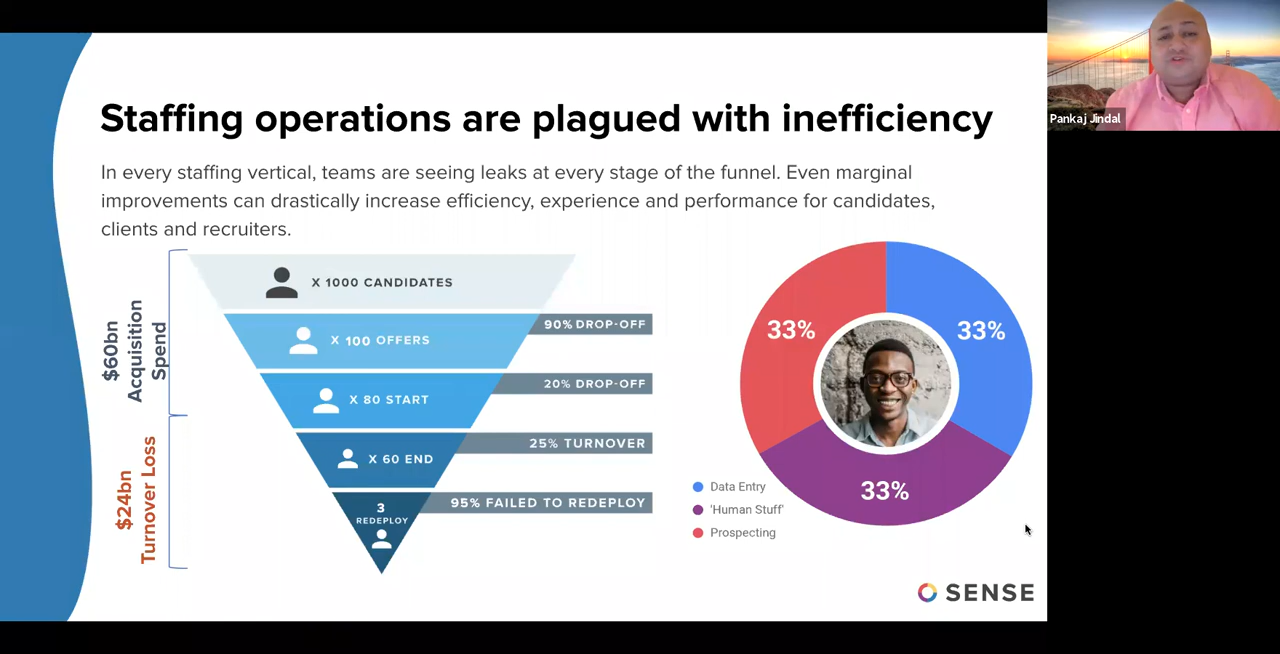 Staffing operations are plagued with inefficiency
In every staffing vertical, teams are seeing leaks at every stage of the funnel. Even marginal
improvements can drastically increase efficiency, experience and performance for candidates,
clients and recruiters.
$60bn
Acquisition
Spend
$24bn
Turnover Loss
X 1000 CANDIDATES
90% DROP-OFF
X 100 OFFERS
20% DROP-OFF
X 80 START
25% TURNOVER
X 60 END
95% FAILED TO REDEPLOY
3
REDEPLOY
33%
33%
33%
Data Entry
'Human Stuff'
Prospecting
SENSE
Pankaj Jindal